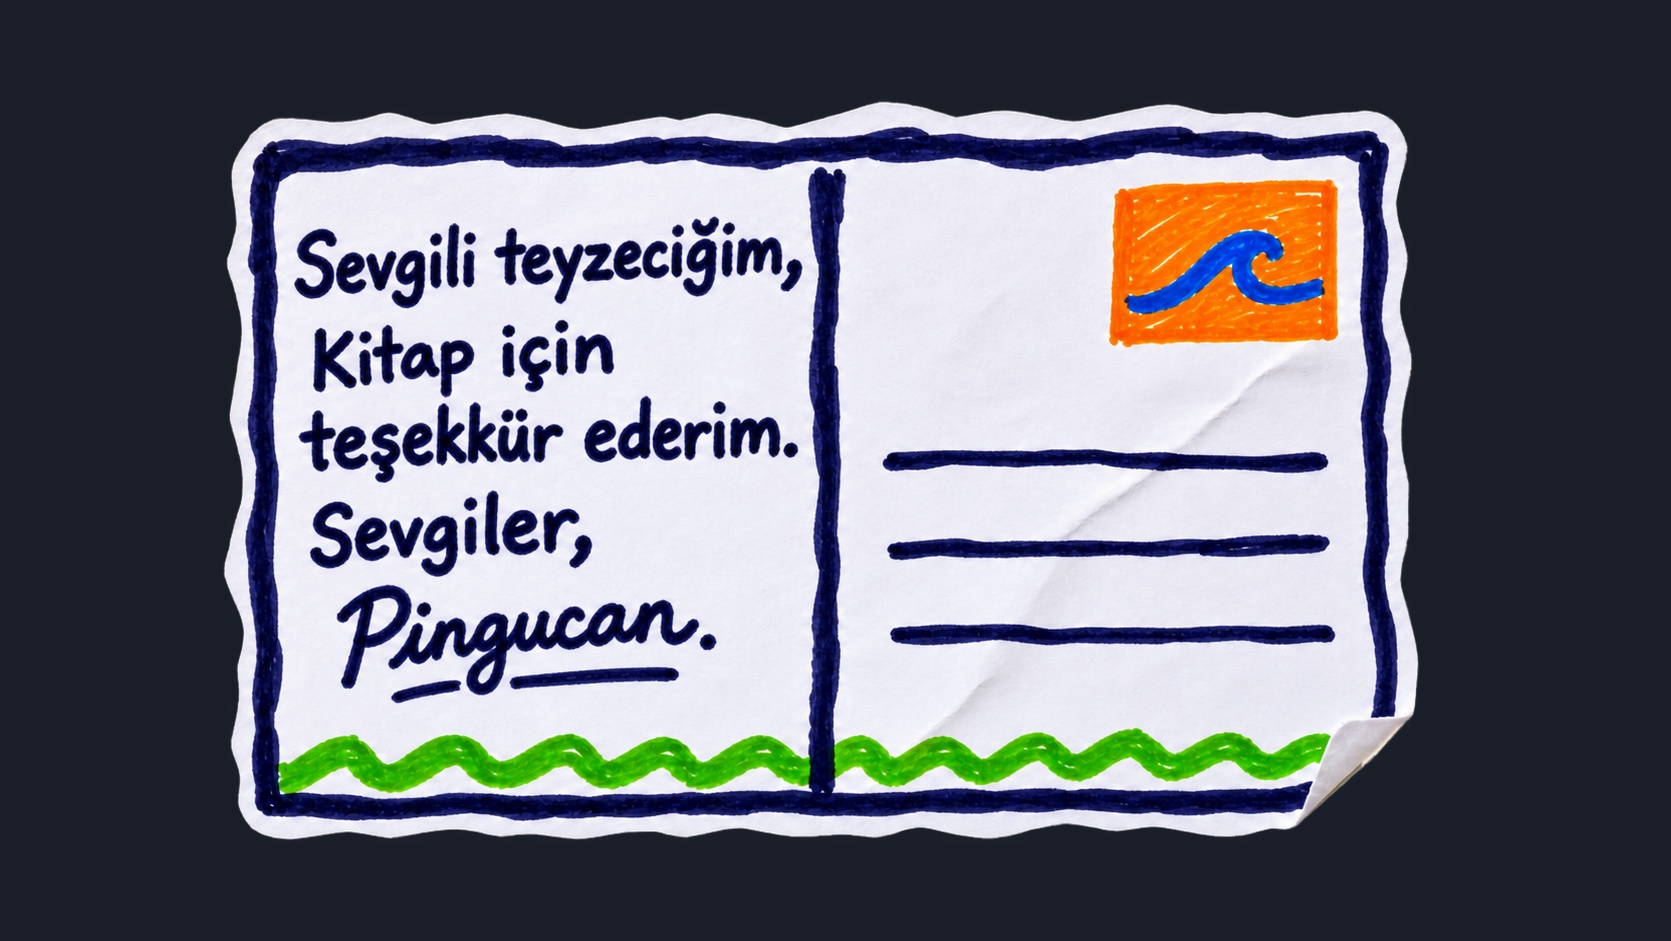 Sevgili teyzeciğim,
Kitap için
teşekkür ederim.
Sevgiler,
Pingucan.